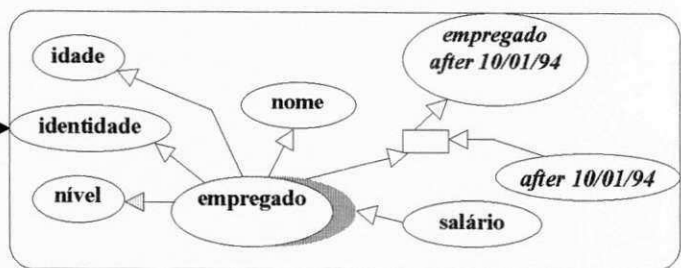 idade
empregado
after 10/01/94
nome
identidade
nível
empregado
after 10/01/94
salário